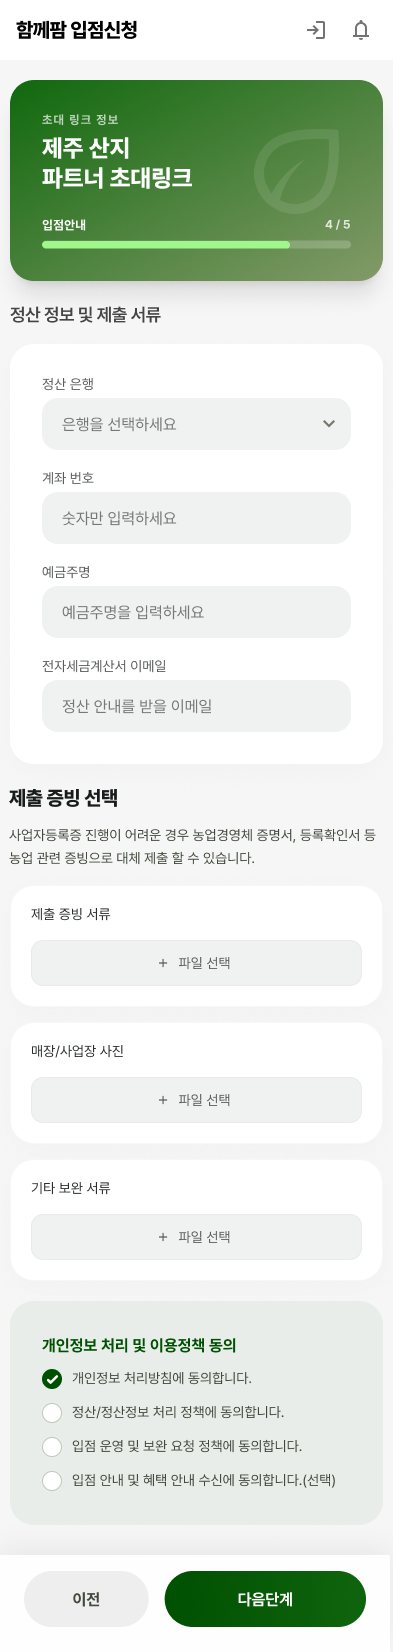 함께팜 입점신청
초대 링크 정보
제주 산지
파트너 초대링크
입점안내
4 / 5
정산 정보 및 제출 서류
정산 은행
은행을 선택하세요
계좌 번호
숫자만 입력하세요
예금주명
예금주명을 입력하세요
전자세금계산서 이메일
정산 안내를 받을 이메일
제출 증빙 선택
사업자등록증 진행이 어려운 경우 농업경영체 증명서, 등록확인서 등
농업 관련 증빙으로 대체 제출 할 수 있습니다.
제출 증빙 서류
+ 파일 선택
매장/사업장 사진
+ 파일 선택
기타 보완 서류
+ 파일 선택
개인정보 처리 및 이용정책 동의
개인정보 처리방침에 동의합니다.
정산/정산정보 처리 정책에 동의합니다.
입점 운영 및 보완 요청 정책에 동의합니다.
입점 안내 및 혜택 안내 수신에 동의합니다.(선택)
이전
다음단계